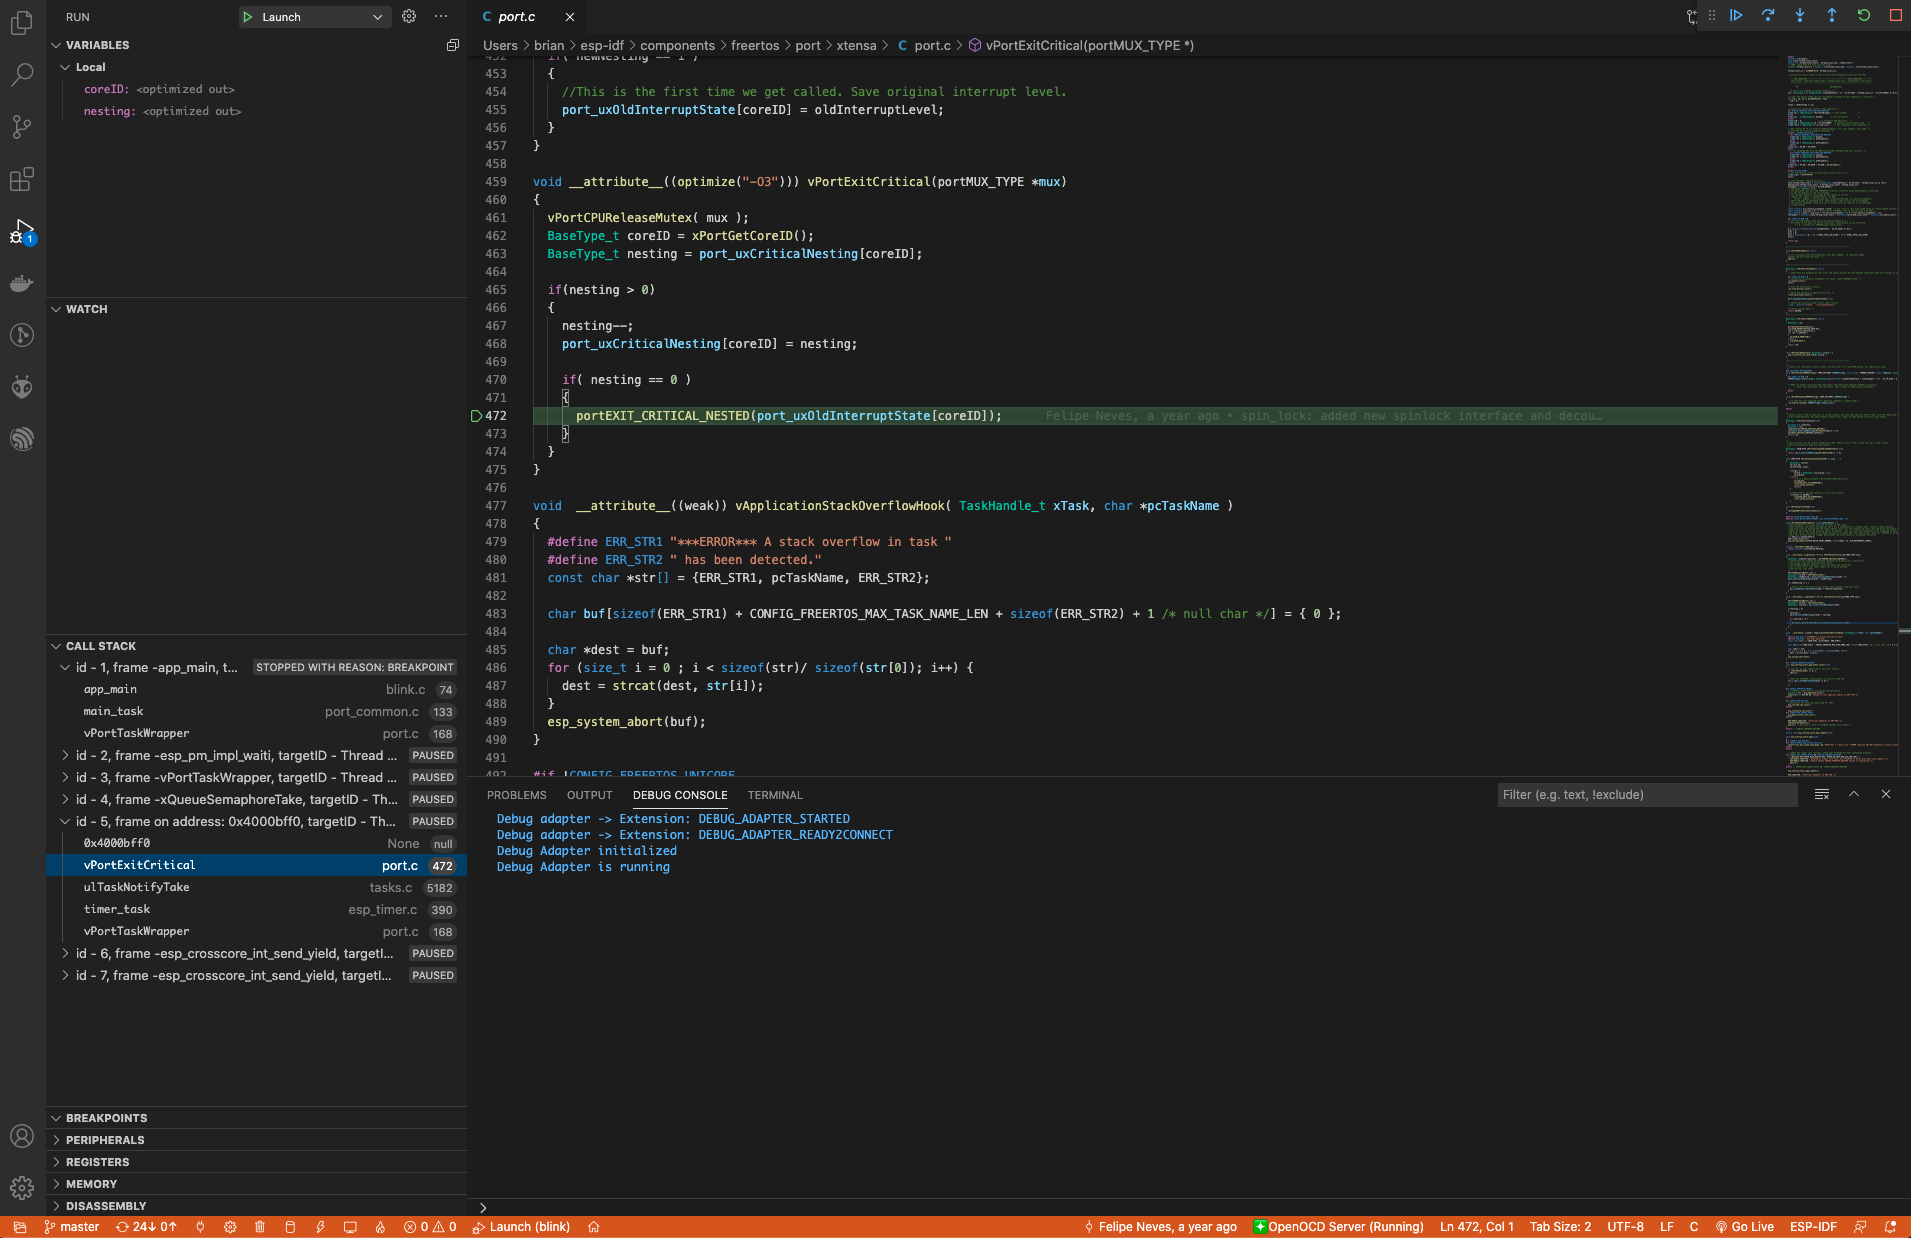 RUN
Launch
VARIABLES
Local
coreID: <optimized out>
nesting: <optimized out>
WATCH
CALL STACK
id - 1, frame -app_main, t... STOPPED WITH REASON: BREAKPOINT
app_main blink.c 74
main_task port_common.c 133
vPortTaskWrapper port.c 168
id - 2, frame -esp_pm_impl_waiti, targetID - Thread ... PAUSED
id - 3, frame -vPortTaskWrapper, targetID - Thread ... PAUSED
id - 4, frame -xQueueSemaphoreTake, targetID - Th... PAUSED
id - 5, frame on address: 0x4000bff0, targetID - Th... PAUSED
0x4000bff0 None null
vPortExitCritical port.c 472
ulTaskNotifyTake tasks.c 5182
timer_task esp_timer.c 390
vPortTaskWrapper port.c 168
id - 6, frame -esp_crosscore_int_send_yield, targetI... PAUSED
id - 7, frame -esp_crosscore_int_send_yield, targetI... PAUSED
BREAKPOINTS
PERIPHERALS
REGISTERS
MEMORY
DISASSEMBLY
1
C port.c
Users > brian > esp-idf > components > freertos > port > xtensa > C port.c > vPortExitCritical(portMUX_TYPE *)
452 if( newNesting == 1 )
453 {
454 //This is the first time we get called. Save original interrupt level.
455 port_uxOldInterruptState[coreID] = oldInterruptLevel;
456 }
457 }
458
459 void __attribute__((optimize("-O3"))) vPortExitCritical(portMUX_TYPE *mux)
460 {
461 vPortCPUReleaseMutex( mux );
462 BaseType_t coreID = xPortGetCoreID();
463 BaseType_t nesting = port_uxCriticalNesting[coreID];
464
465 if(nesting > 0)
466 {
467 nesting--;
468 port_uxCriticalNesting[coreID] = nesting;
469
470 if( nesting == 0 )
471 {
472 portEXIT_CRITICAL_NESTED(port_uxOldInterruptState[coreID]); Felipe Neves, a year ago • spin_lock: added new spinlock interface and decou…
473 }
474 }
475 }
476
477 void __attribute__((weak)) vApplicationStackOverflowHook( TaskHandle_t xTask, char *pcTaskName )
478 {
479 #define ERR_STR1 "***ERROR*** A stack overflow in task "
480 #define ERR_STR2 " has been detected."
481 const char *str[] = {ERR_STR1, pcTaskName, ERR_STR2};
482
483 char buf[sizeof(ERR_STR1) + CONFIG_FREERTOS_MAX_TASK_NAME_LEN + sizeof(ERR_STR2) + 1 /* null char */] = { 0 };
484
485 char *dest = buf;
486 for (size_t i = 0 ; i < sizeof(str)/ sizeof(str[0]); i++) {
487 dest = strcat(dest, str[i]);
488 }
489 esp_system_abort(buf);
490 }
491
492 #if !CONFIG_FREERTOS_UNICORE
PROBLEMS OUTPUT DEBUG CONSOLE TERMINAL Filter (e.g. text, !exclude)
Debug adapter -> Extension: DEBUG_ADAPTER_STARTED
Debug adapter -> Extension: DEBUG_ADAPTER_READY2CONNECT
Debug Adapter initialized
Debug Adapter is running
master 24↓ 0↑ 0 0 Launch (blink) Felipe Neves, a year ago OpenOCD Server (Running) Ln 472, Col 1 Tab Size: 2 UTF-8 LF C Go Live ESP-IDF